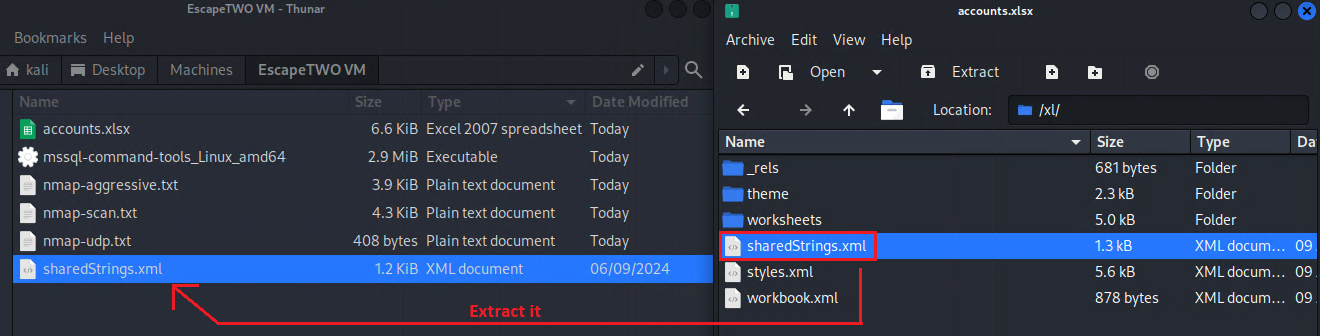 EscapeTWO VM - Thunar
Bookmarks Help
kali Desktop Machines EscapeTWO VM
Name Size Type Date Modified
accounts.xlsx 6.6 KiB Excel 2007 spreadsheet Today
mssql-command-tools_Linux_amd64 2.9 MiB Executable Today
nmap-aggressive.txt 3.9 KiB Plain text document Today
nmap-scan.txt 4.3 KiB Plain text document Today
nmap-udp.txt 408 bytes Plain text document Today
sharedStrings.xml 1.2 KiB XML document 06/09/2024
Extract it
accounts.xlsx
Archive Edit View Help
Open Extract
Location: /xl/
Name Size Type Da
_rels 681 bytes Folder
theme 2.3 kB Folder
worksheets 5.0 kB Folder
sharedStrings.xml 1.3 kB XML docum... 09
styles.xml 5.6 kB XML docum... 09
workbook.xml 878 bytes XML docum... 09